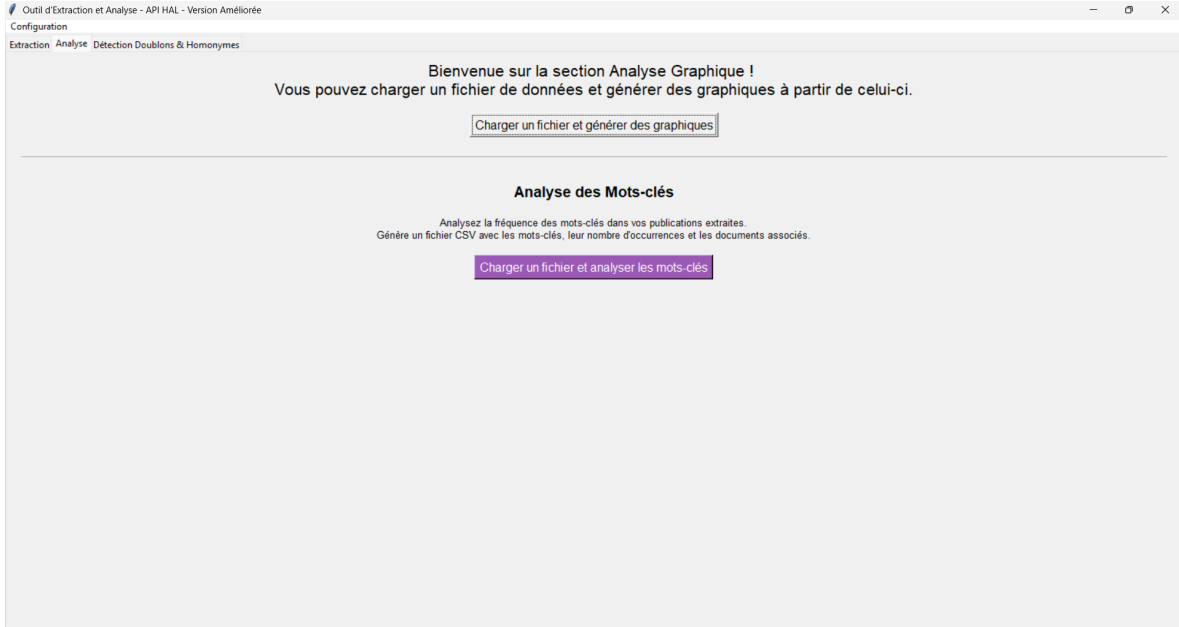 Outil d'Extraction et Analyse - API HAL - Version Améliorée
Configuration
Extraction Analyse Détection Doublons & Homonymes
Bienvenue sur la section Analyse Graphique !
Vous pouvez charger un fichier de données et générer des graphiques à partir de celui-ci.
Charger un fichier et générer des graphiques
Analyse des Mots-clés
Analysez la fréquence des mots-clés dans vos publications extraites.
Génère un fichier CSV avec les mots-clés, leur nombre d'occurrences et les documents associés.
Charger un fichier et analyser les mots-clés